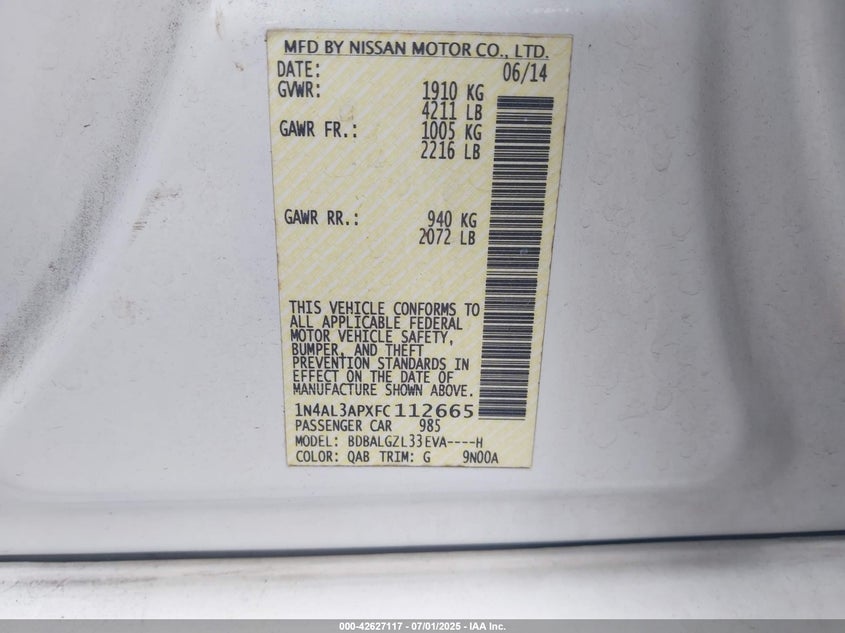 MFD BY NISSAN MOTOR CO., LTD.
DATE: 06/14
GVWR: 1910 KG
4211 LB
GAWR FR.: 1005 KG
2216 LB
GAWR RR.: 940 KG
2072 LB
THIS VEHICLE CONFORMS TO
ALL APPLICABLE FEDERAL
MOTOR VEHICLE SAFETY,
BUMPER, AND THEFT
PREVENTION STANDARDS IN
EFFECT ON THE DATE OF
MANUFACTURE SHOWN ABOVE.
1N4AL3APXFC112665
PASSENGER CAR 985
MODEL: BDBALGZL33EVA----H
COLOR: QAB TRIM: G 9N00A
000-42627117 - 07/01/2025 - IAA Inc.